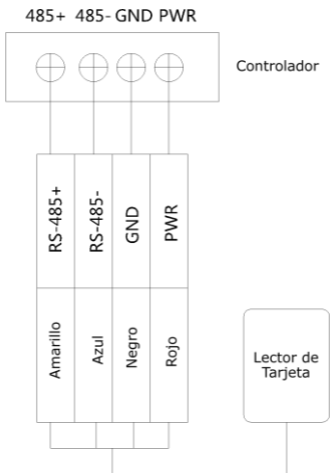 485+ 485- GND PWR
Controlador
RS-485+
RS-485-
GND
PWR
Amarillo
Azul
Negro
Rojo
Lector de
Tarjeta